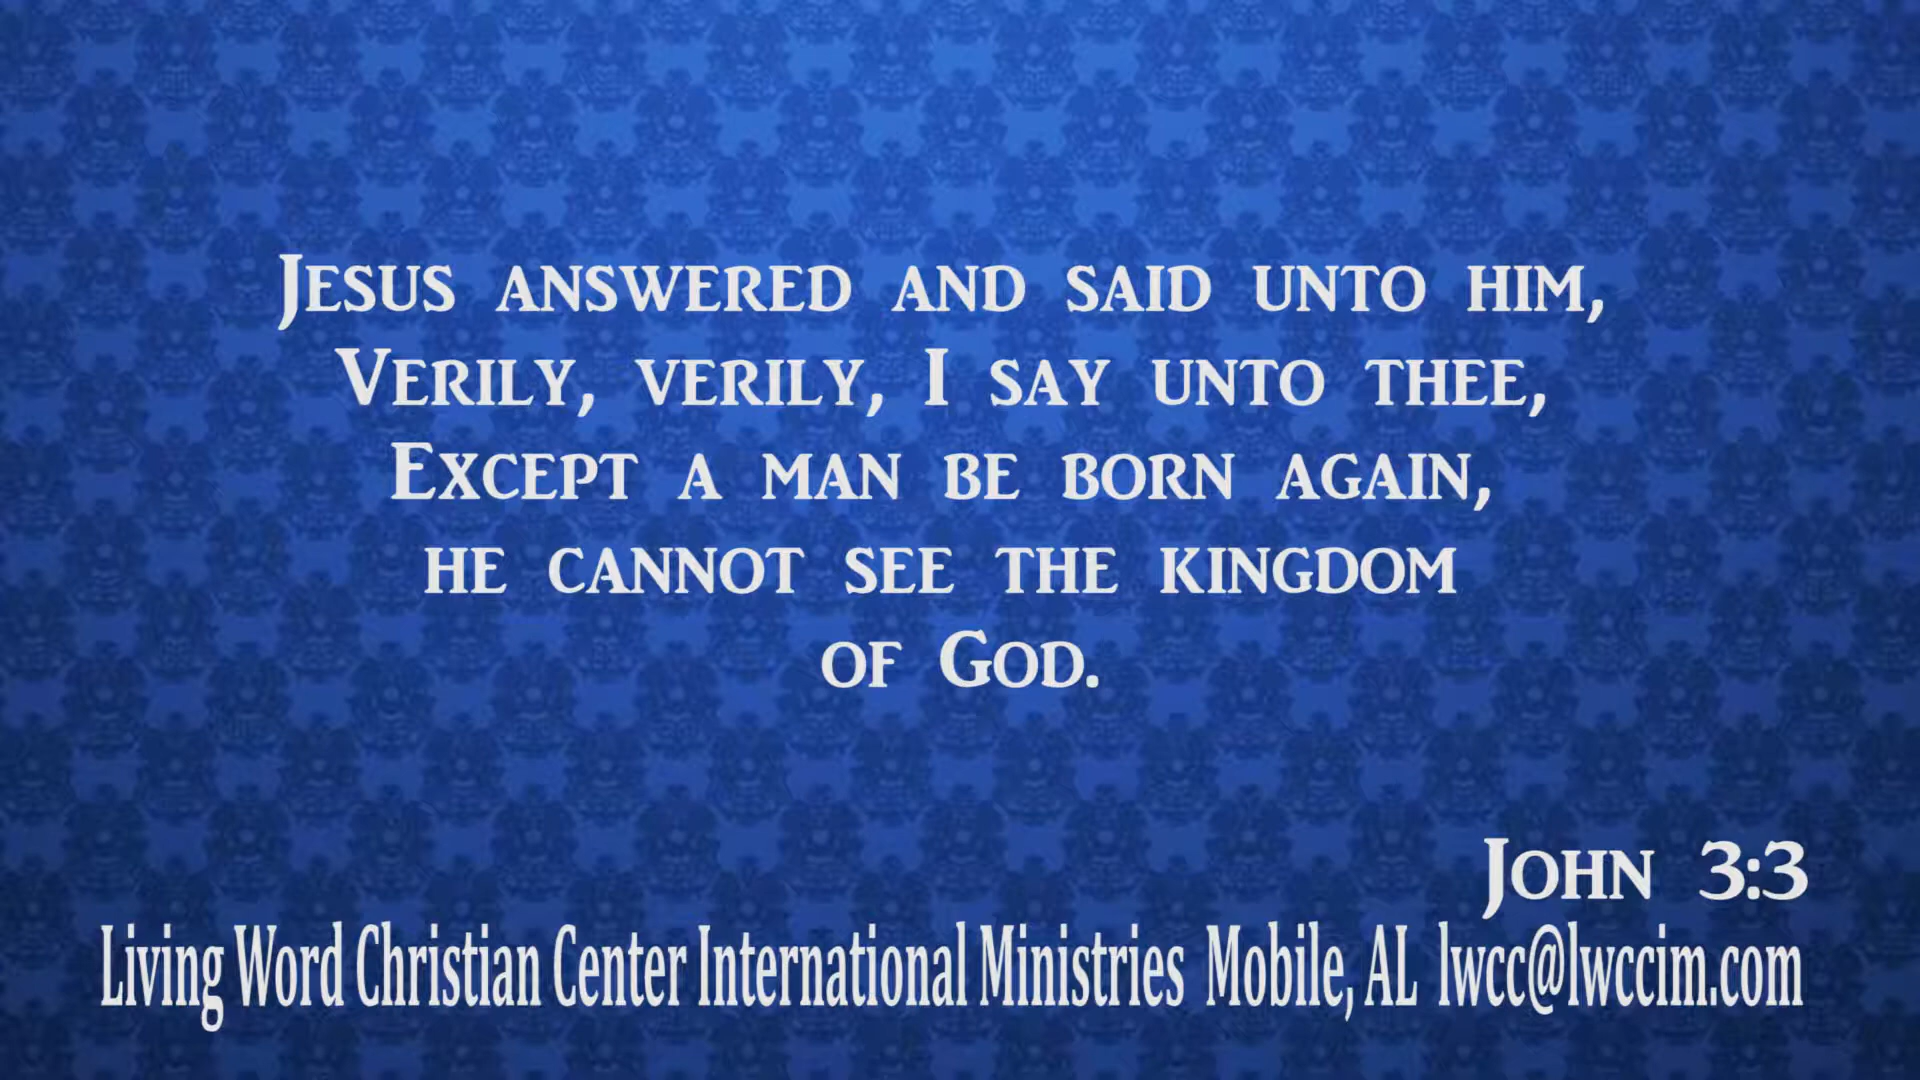 Jesus answered and said unto him,
Verily, verily, I say unto thee,
Except a man be born again,
he cannot see the kingdom
of God.
John 3:3
Living Word Christian Center International Ministries Mobile, AL lwcc@lwccim.com